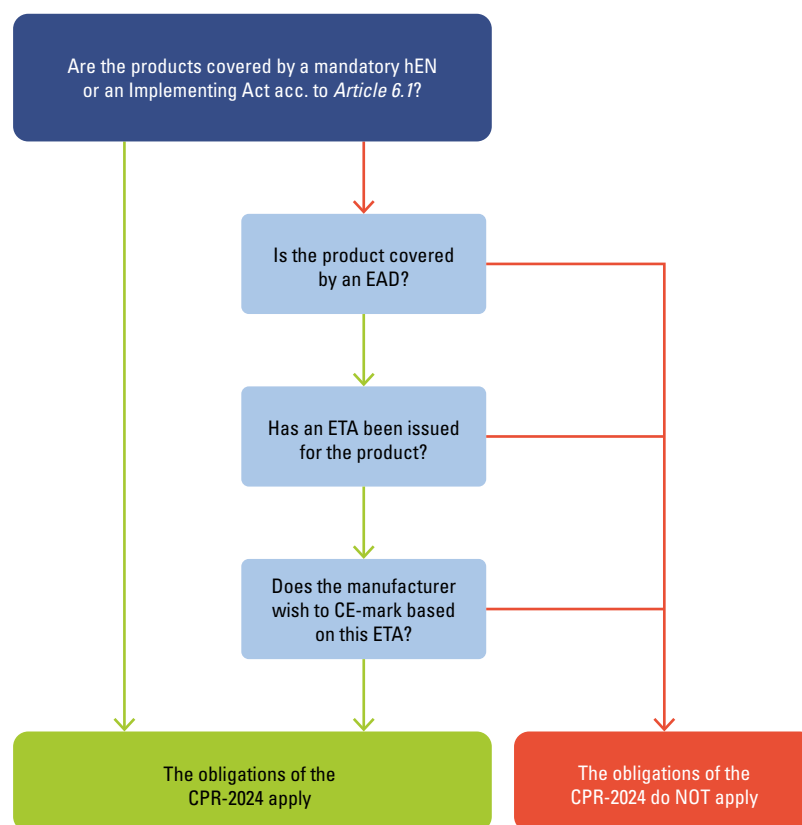 Are the products covered by a mandatory hEN
or an Implementing Act acc. to Article 6.1?
Is the product covered
by an EAD?
Has an ETA been issued
for the product?
Does the manufacturer
wish to CE-mark based
on this ETA?
The obligations of the
CPR-2024 apply
The obligations of the
CPR-2024 do NOT apply